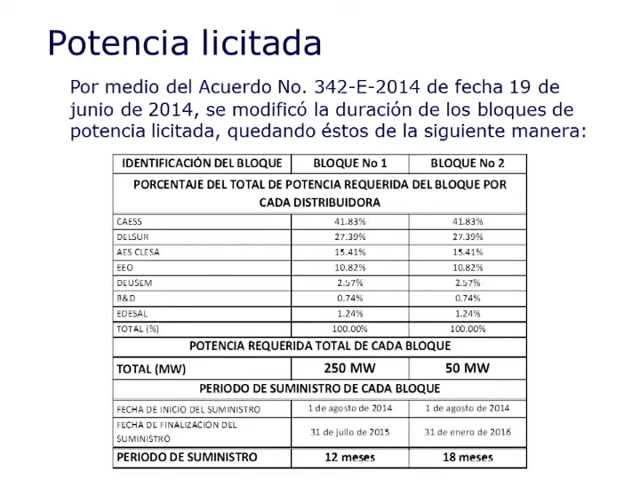 Potencia licitada
Por medio del Acuerdo No. 342-E-2014 de fecha 19 de
junio de 2014, se modificó la duración de los bloques de
potencia licitada, quedando éstos de la siguiente manera:
IDENTIFICACIÓN DEL BLOQUE BLOQUE No 1 BLOQUE No 2
PORCENTAJE DEL TOTAL DE POTENCIA REQUERIDA DEL BLOQUE POR
CADA DISTRIBUIDORA
CAESS 41.83% 41.83%
DELSUR 27.39% 27.39%
AES CLESA 15.41% 15.41%
EEO 10.82% 10.82%
DEUSEM 2.57% 2.57%
B&D 0.74% 0.74%
EDESAL 1.24% 1.24%
TOTAL (%) 100.00% 100.00%
POTENCIA REQUERIDA TOTAL DE CADA BLOQUE
TOTAL (MW) 250 MW 50 MW
PERIODO DE SUMINISTRO DE CADA BLOQUE
FECHA DE INICIO DEL SUMINISTRO 1 de agosto de 2014 1 de agosto de 2014
FECHA DE FINALIZACIÓN DEL
SUMINISTRO 31 de julio de 2015 31 de enero de 2016
PERIODO DE SUMINISTRO 12 meses 18 meses